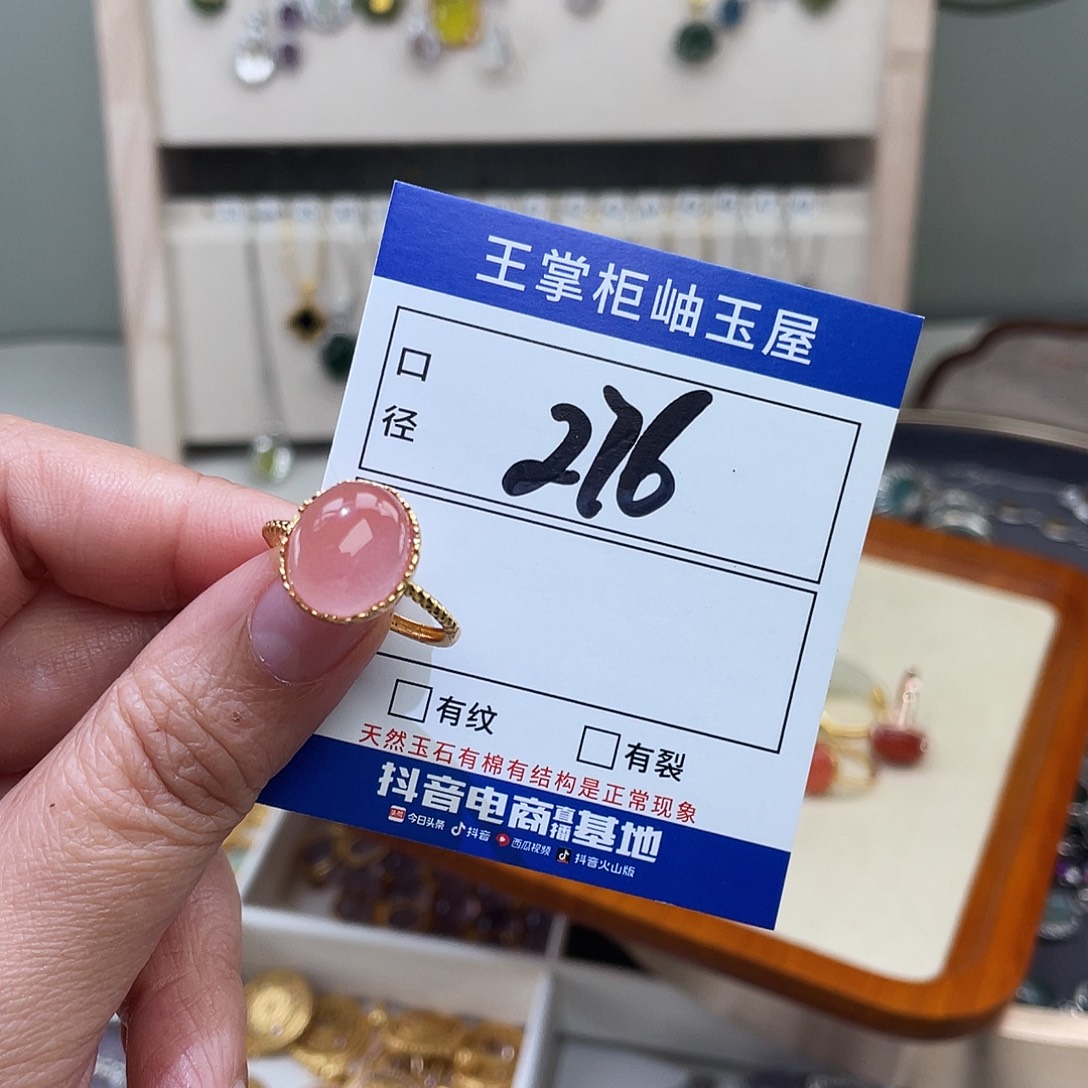 王掌柜岫玉屋
口径
276
有纹
有裂
天然玉石有棉有结构是正常现象
抖音电商直播基地
今日头条 抖音 西瓜视频 抖音火山版